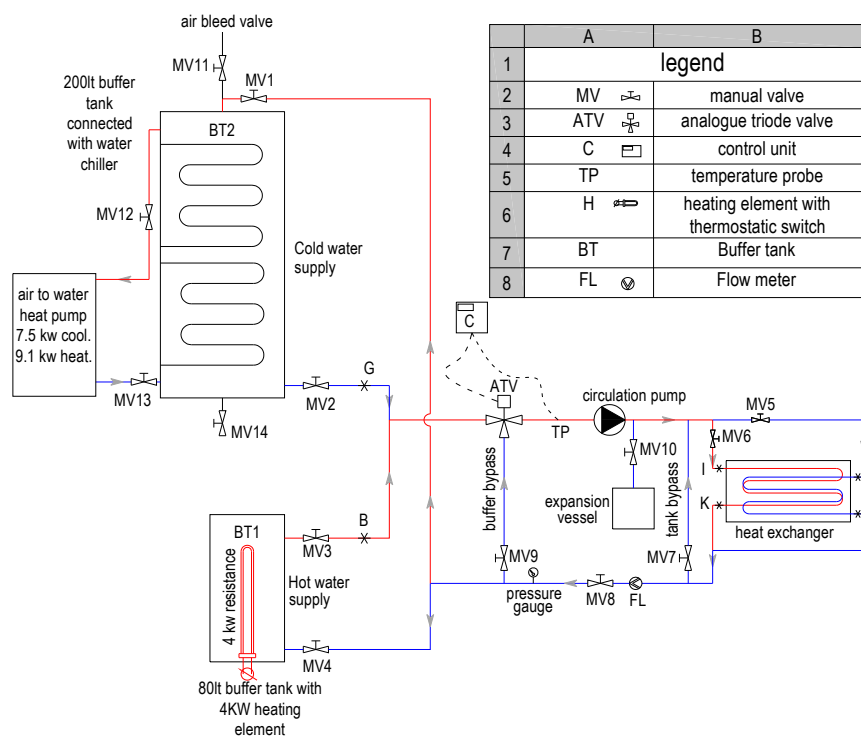 air bleed valve
MV11
MV1
200lt buffer
tank
connected
with water
chiller
BT2
MV12
Cold water
supply
air to water
heat pump
7.5 kw cool.
9.1 kw heat.
MV13
MV2
G
MV14
A B
1 legend
2 MV manual valve
3 ATV analogue triode valve
4 C control unit
5 TP temperature probe
6 H heating element with
thermostatic switch
7 BT Buffer tank
8 FL Flow meter
C
ATV
TP
circulation pump
MV5
MV6
MV10
I
K
heat exchanger
expansion
vessel
buffer bypass
tank bypass
MV9
MV7
pressure
gauge
MV8
FL
BT1
4 kw resistance
B
MV3
Hot water
supply
MV4
80lt buffer tank with
4KW heating
element